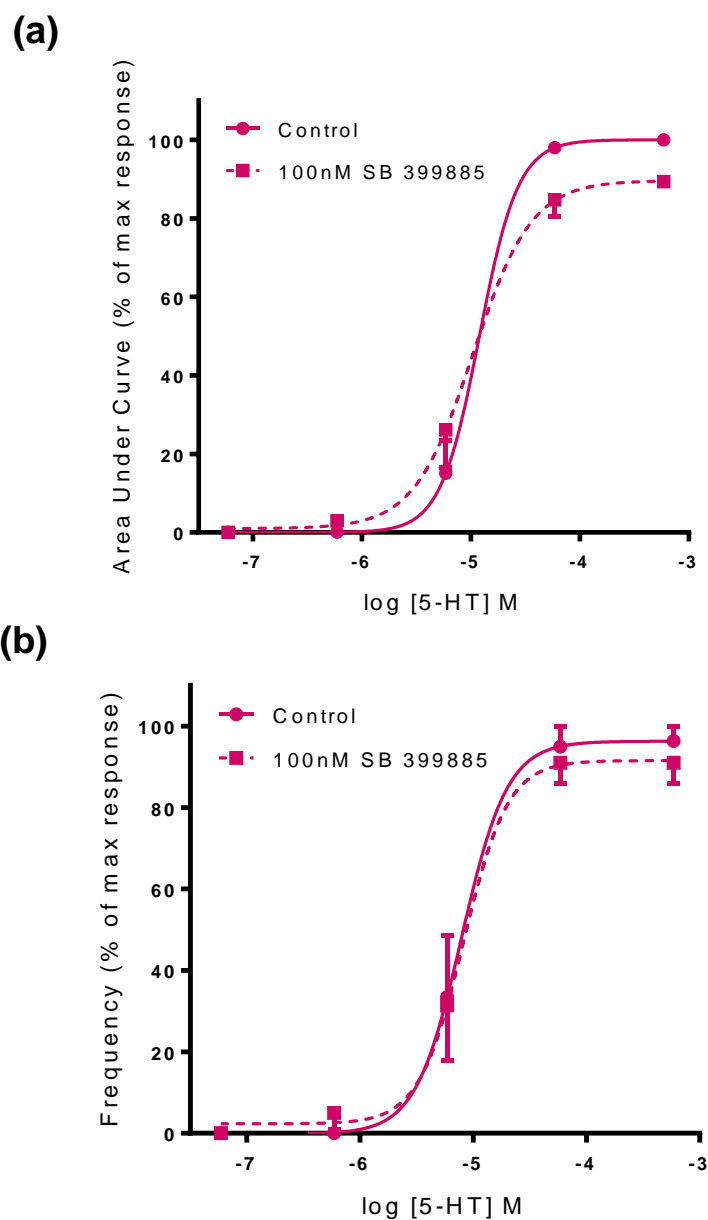 (a)
Control
100nM SB 399885
Area Under Curve (% of max response)
100
80
60
40
20
0
-7 -6 -5 -4 -3
log [5-HT] M
(b)
Control
100nM SB 399885
Frequency (% of max response)
100
80
60
40
20
0
-7 -6 -5 -4 -3
log [5-HT] M